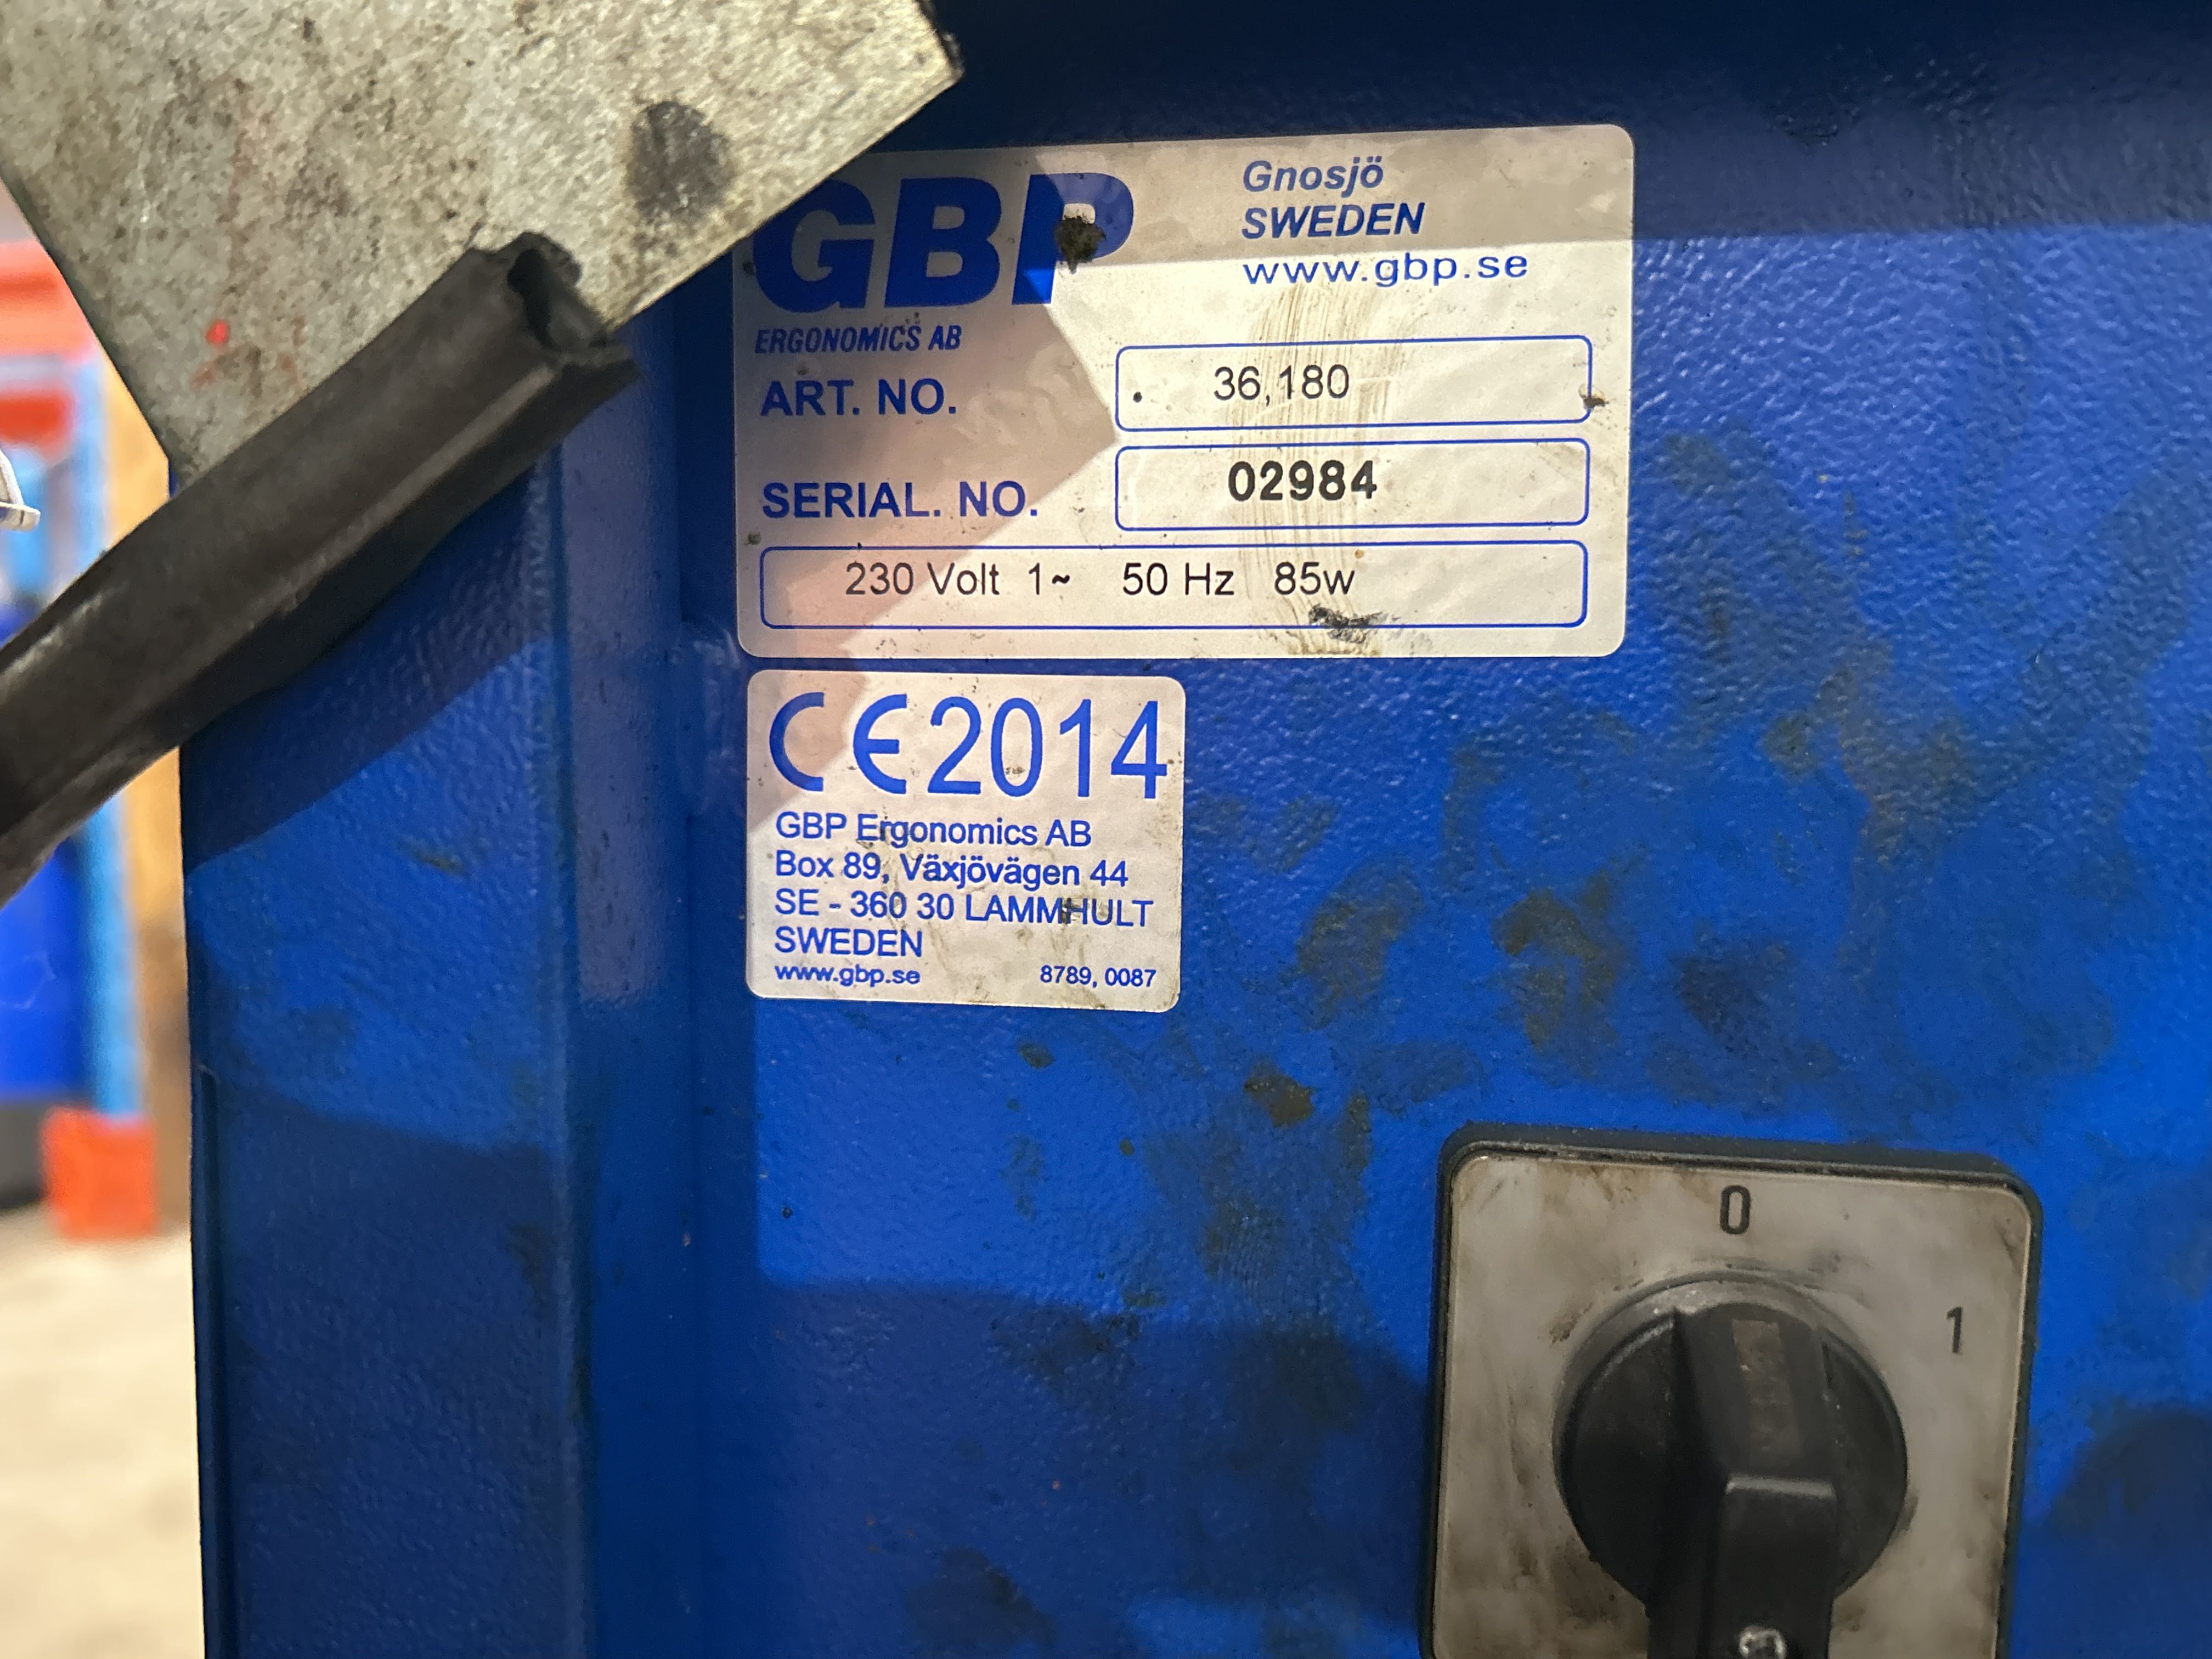 GBP
ERGONOMICS AB
Gnosjö
SWEDEN
www.gbp.se
ART. NO. 36,180
SERIAL. NO. 02984
230 Volt 1~ 50 Hz 85w
CE2014
GBP Ergonomics AB
Box 89, Växjövägen 44
SE - 360 30 LAMMHULT
SWEDEN
www.gbp.se 8789, 0087
0
1